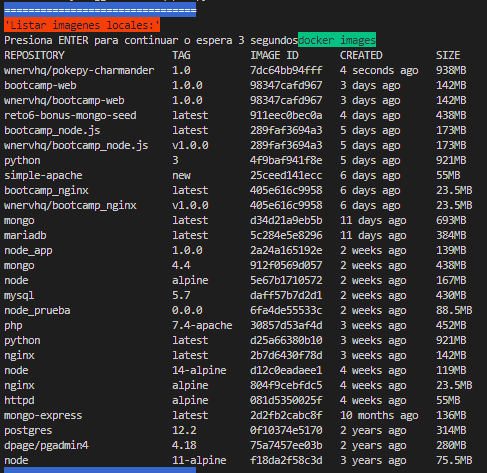 ================================
'Listar imagenes locales:'
Presiona ENTER para continuar o espera 3 segundosdocker images
REPOSITORY TAG IMAGE ID CREATED SIZE
wnervhq/pokepy-charmander 1.0 7dc64bb94fff 4 seconds ago 938MB
bootcamp-web 1.0.0 98347cafd967 3 days ago 142MB
wnervhq/bootcamp-web 1.0.0 98347cafd967 3 days ago 142MB
reto6-bonus-mongo-seed latest 911eec0bec0a 4 days ago 438MB
bootcamp_node.js latest 289faf3694a3 5 days ago 173MB
wnervhq/bootcamp_node.js v1.0.0 289faf3694a3 5 days ago 173MB
python 3 4f9baf941f8e 5 days ago 921MB
simple-apache new 25ceed141ecc 6 days ago 55MB
bootcamp_nginx latest 405e616c9958 6 days ago 23.5MB
wnervhq/bootcamp_nginx v1.0.0 405e616c9958 6 days ago 23.5MB
mongo latest d34d21a9eb5b 11 days ago 693MB
mariadb latest 5c284e5e8296 11 days ago 384MB
node_app 1.0.0 2a24a165192e 2 weeks ago 139MB
mongo 4.4 912f0569d057 2 weeks ago 438MB
node alpine 5e67b1710572 2 weeks ago 167MB
mysql 5.7 daff57b7d2d1 2 weeks ago 430MB
node_prueba 0.0.0 6fa4de55533c 2 weeks ago 88.5MB
php 7.4-apache 30857d53af4d 3 weeks ago 452MB
python latest d25a66380b10 3 weeks ago 921MB
nginx latest 2b7d6430f78d 3 weeks ago 142MB
node 14-alpine d12c0eadaee1 4 weeks ago 119MB
nginx alpine 804f9cebfdc5 4 weeks ago 23.5MB
httpd alpine 081d5350025f 4 weeks ago 55MB
mongo-express latest 2d2fb2cabc8f 10 months ago 136MB
postgres 12.2 0f10374e5170 2 years ago 314MB
dpage/pgadmin4 4.18 75a7457ee03b 2 years ago 280MB
node 11-alpine f18da2f58c3d 3 years ago 75.5MB